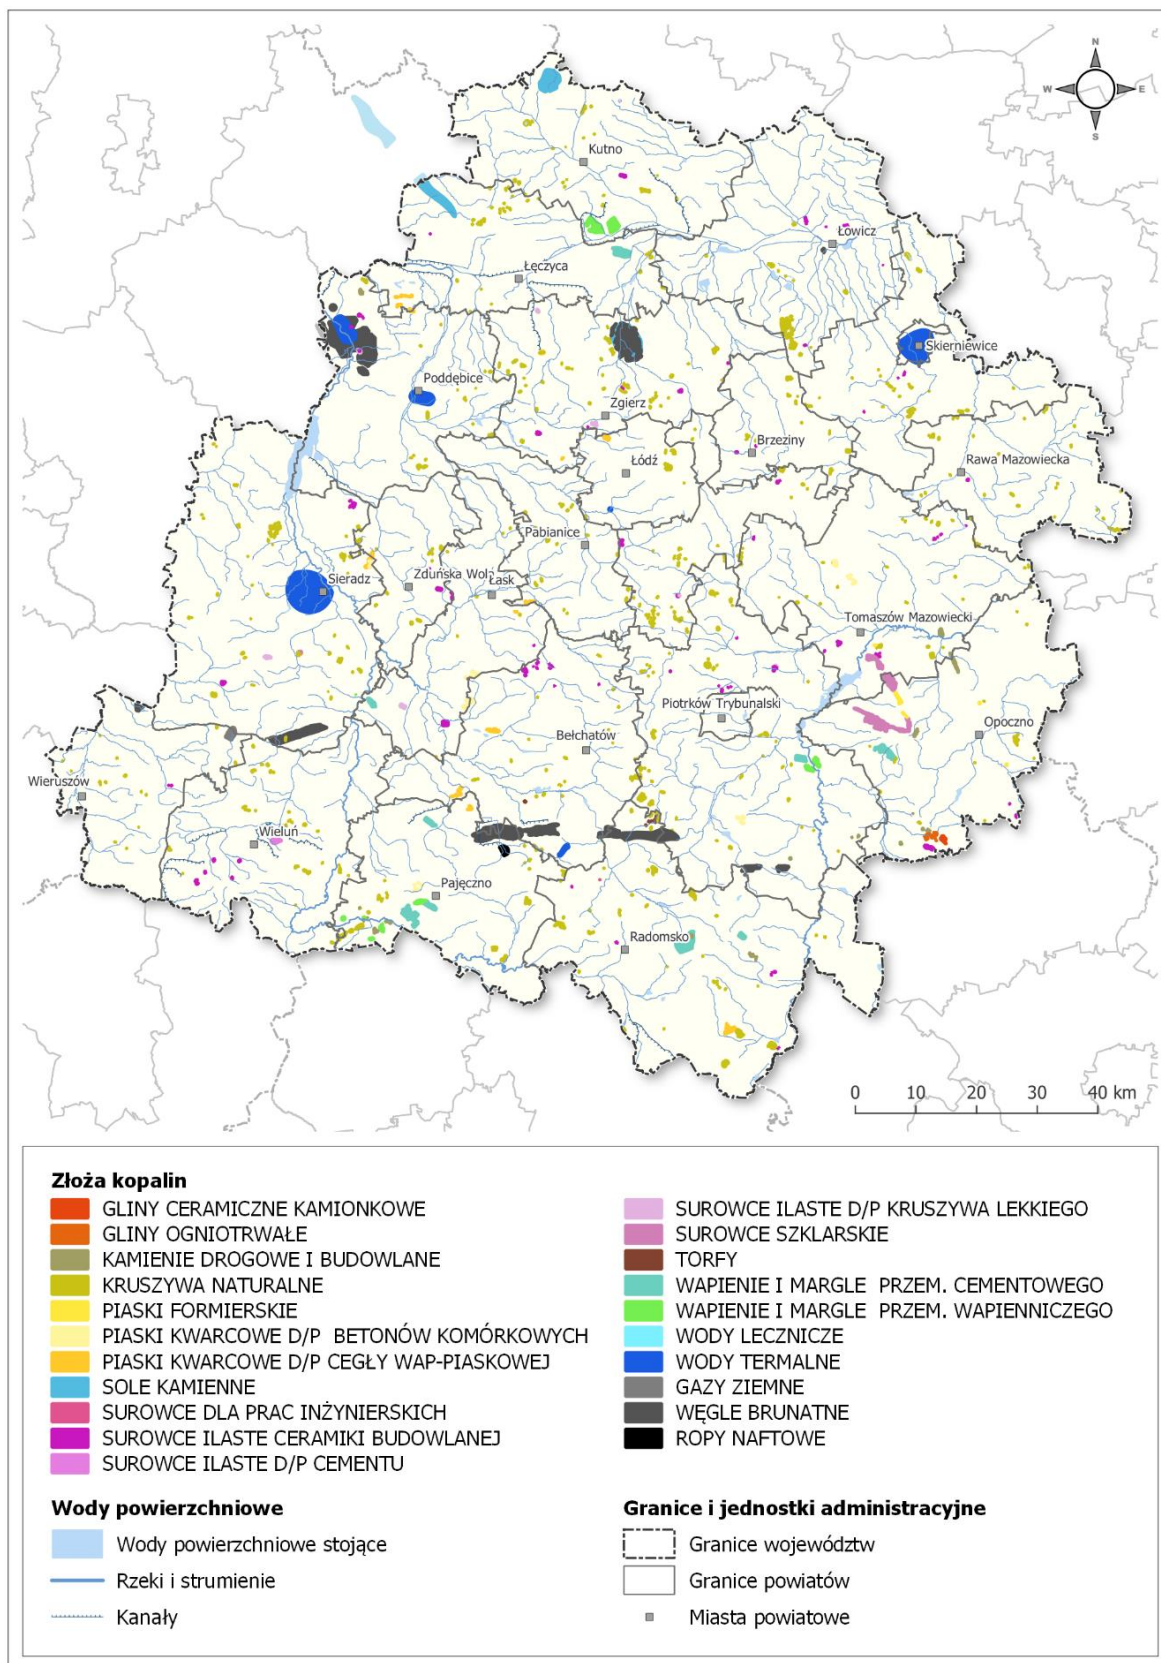 N
W
E
S
Kutno
Łowicz
Łęczyca
Skierniewice
Poddębice
Zgierz
Brzeziny
Rawa Mazowiecka
Łódź
Pabianice
Sieradz
Zduńska Wola
Łask
Tomaszów Mazowiecki
Piotrków Trybunalski
Opoczno
Bełchatów
Wieruszów
Wieluń
Pajęczno
Radomsko
0 10 20 30 40 km
Złoża kopalin
GLINY CERAMICZNE KAMIONKOWE
GLINY OGNIOTRWAŁE
KAMIENIE DROGOWE I BUDOWLANE
KRUSZYWA NATURALNE
PIASKI FORMIERSKIE
PIASKI KWARCOWE D/P BETONÓW KOMÓRKOWYCH
PIASKI KWARCOWE D/P CEGŁY WAP-PIASKOWEJ
SOLE KAMIENNE
SUROWCE DLA PRAC INŻYNIERSKICH
SUROWCE ILASTE CERAMIKI BUDOWLANEJ
SUROWCE ILASTE D/P CEMENTU
SUROWCE ILASTE D/P KRUSZYWA LEKKIEGO
SUROWCE SZKLARSKIE
TORFY
WAPIENIE I MARGLE PRZEM. CEMENTOWEGO
WAPIENIE I MARGLE PRZEM. WAPIENNICZEGO
WODY LECZNICZE
WODY TERMALNE
GAZY ZIEMNE
WĘGLE BRUNATNE
ROPY NAFTOWE
Wody powierzchniowe
Wody powierzchniowe stojące
Rzeki i strumienie
Kanały
Granice i jednostki administracyjne
Granice województw
Granice powiatów
Miasta powiatowe